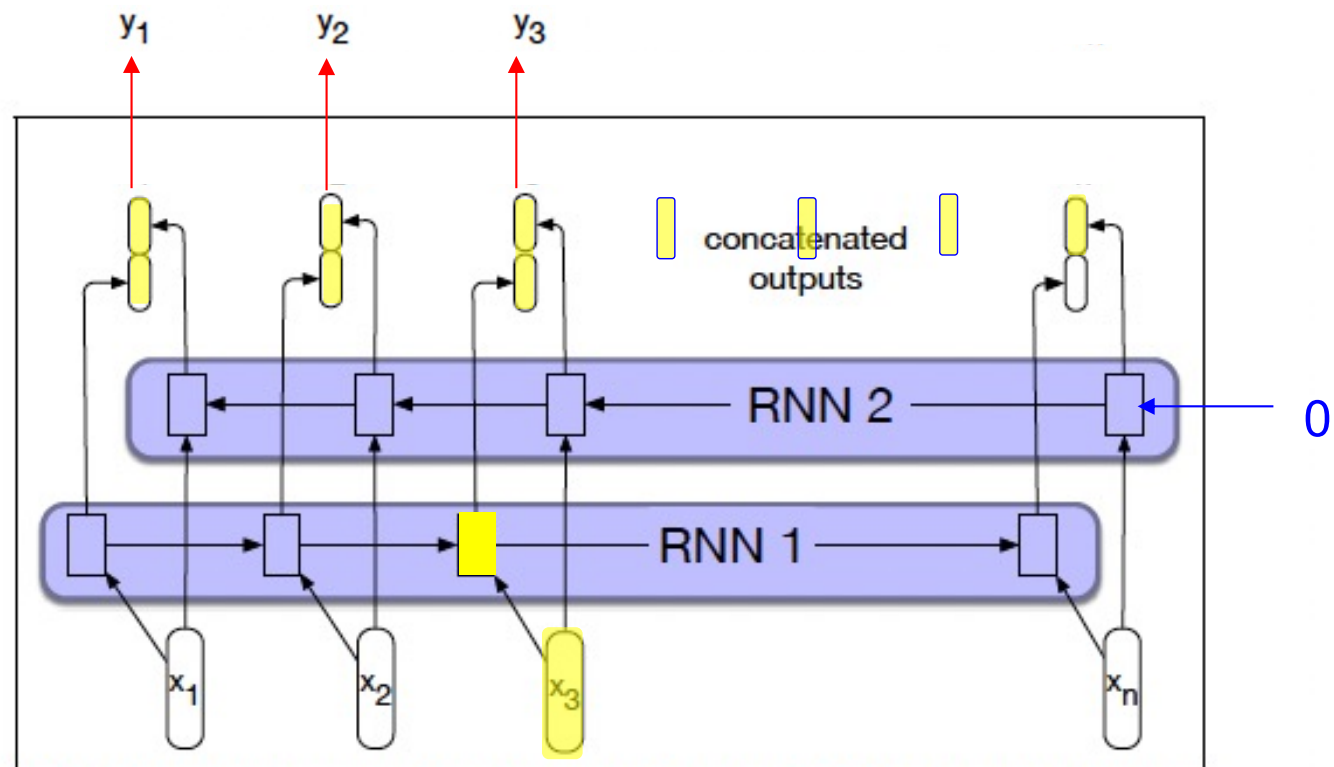 y1 y2 y3
concatenated
outputs
RNN 2
0
RNN 1
x1 x2 x3 xn